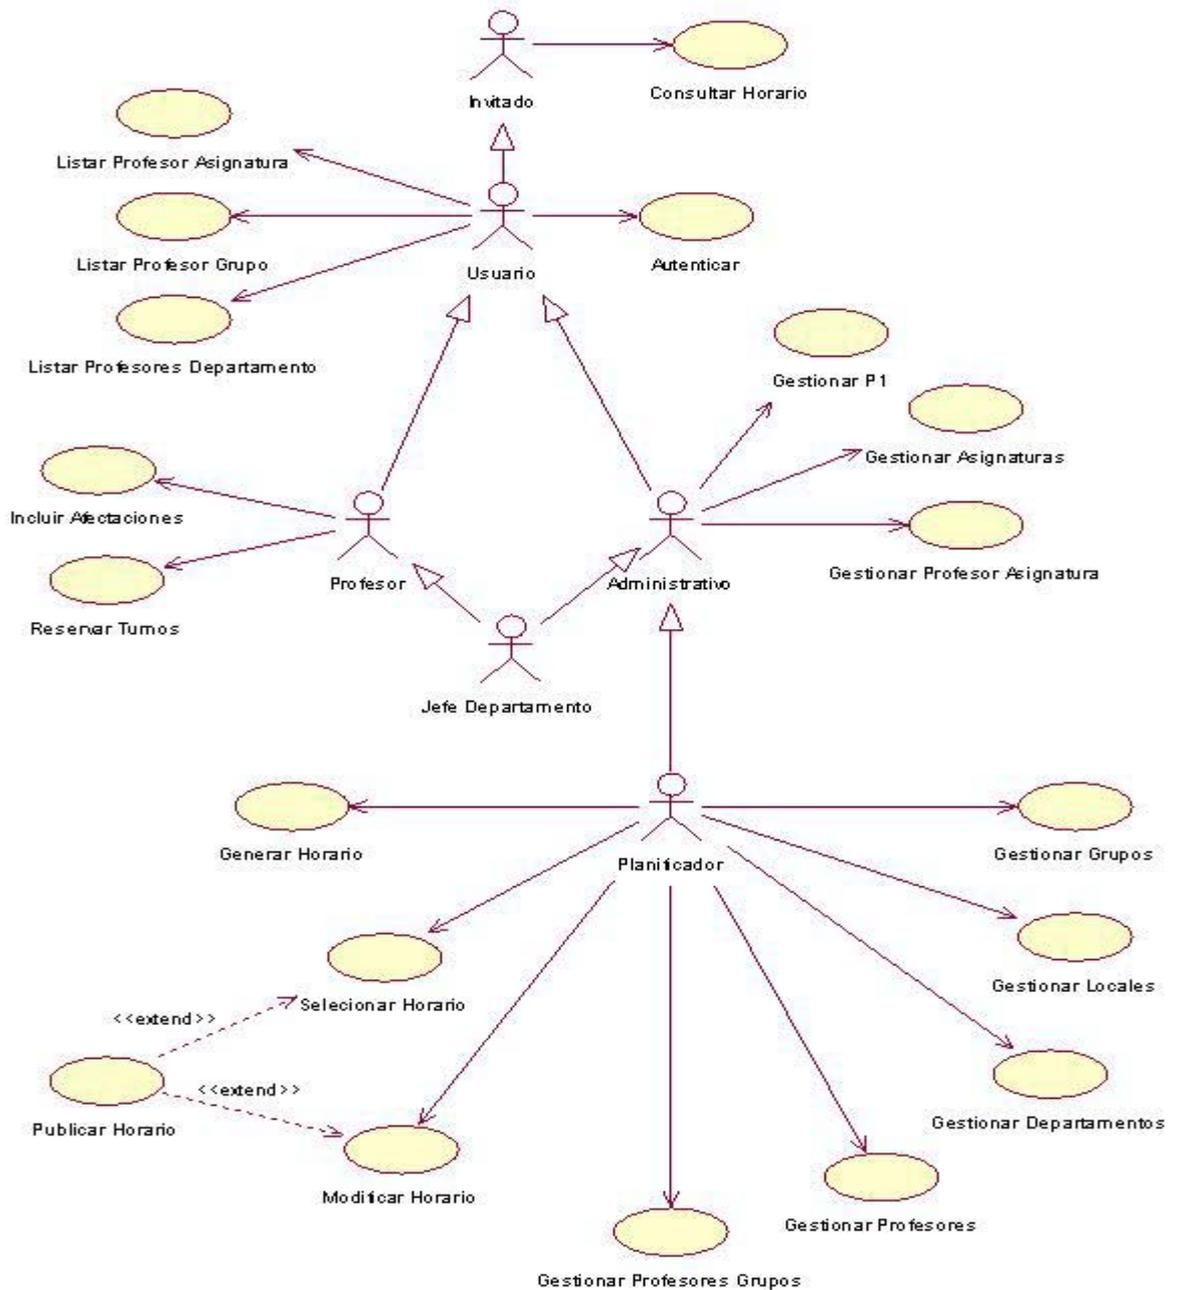 Invitado
Consultar Horario
Listar Profesor Asignatura
Listar Profesor Grupo
Usuario
Autenticar
Listar Profesores Departamento
Gestionar P1
Gestionar Asignaturas
Incluir Afectaciones
Profesor
Administrativo
Gestionar Profesor Asignatura
Reservar Turnos
Jefe Departamento
Generar Horario
Planificador
Gestionar Grupos
Gestionar Locales
Selecionar Horario
<<extend>>
<<extend>>
Publicar Horario
Gestionar Departamentos
Modificar Horario
Gestionar Profesores
Gestionar Profesores Grupos